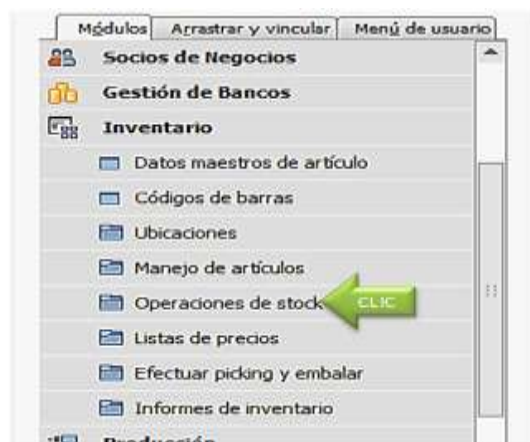 Módulos Arrastrar y vincular Menú de usuario
Socios de Negocios
Gestión de Bancos
Inventario
Datos maestros de artículo
Códigos de barras
Ubicaciones
Manejo de artículos
Operaciones de stock CLIC
Listas de precios
Efectuar picking y embalar
Informes de inventario
Producción